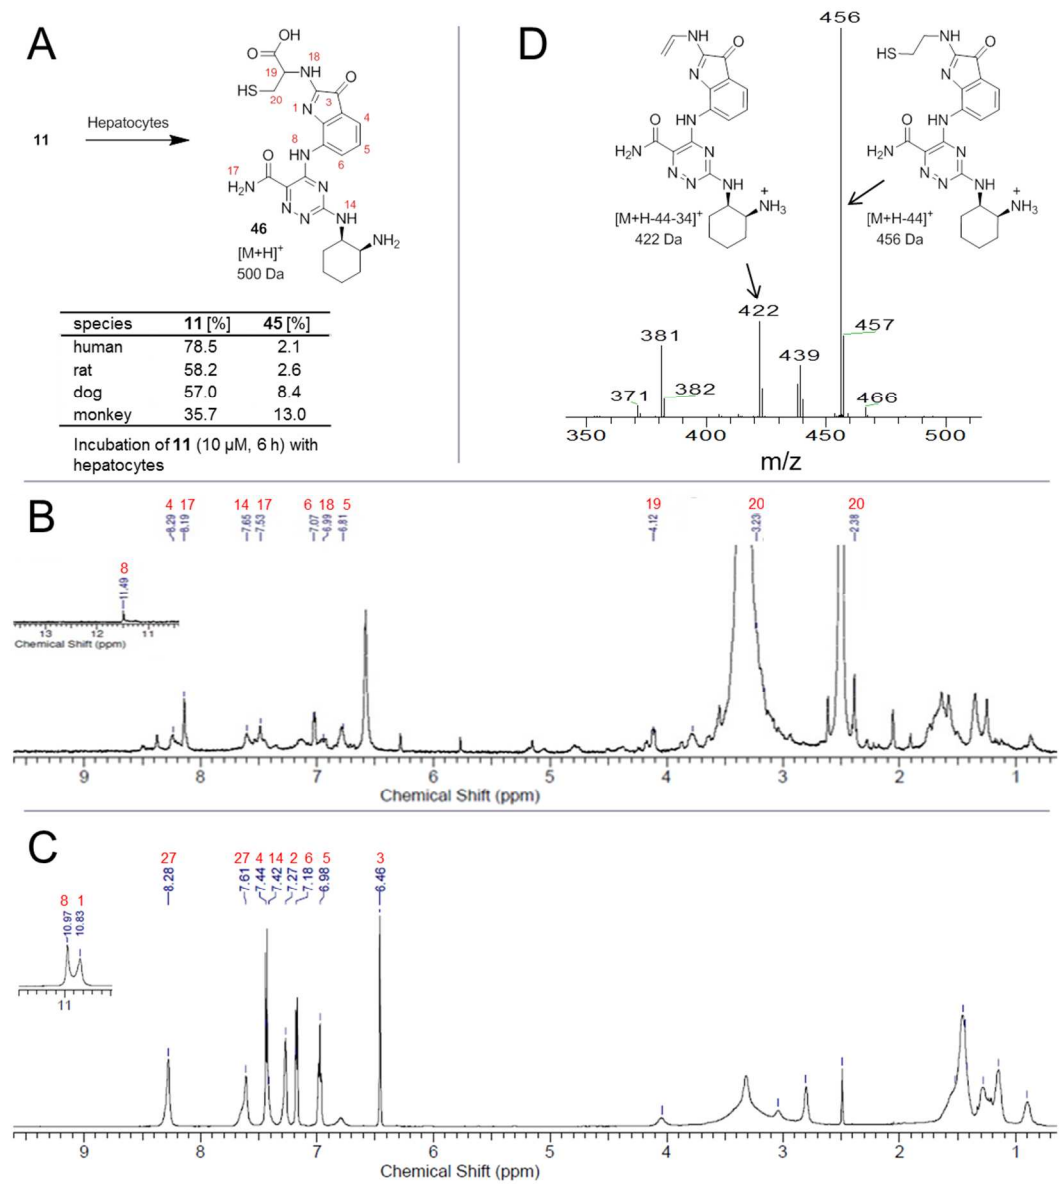 A
OH
O
18
19
NH
O
HS
20
N
1
3
4
8
HN
5
6
O
17
H2N
N
N
N
14
NH
NH2
11
Hepatocytes
46
[M+H]+
500 Da
species 11 [%] 45 [%]
human 78.5 2.1
rat 58.2 2.6
dog 57.0 8.4
monkey 35.7 13.0
Incubation of 11 (10 µM, 6 h) with
hepatocytes
D
NH
O
N
HN
O
H2N
N
N
N
NH
+
NH3
[M+H-44-34]+
422 Da
HS
NH
O
N
HN
O
H2N
N
N
N
NH
+
NH3
[M+H-44]+
456 Da
456
422
457
381
439
371
382
466
350 400 450 500
m/z
B
4 17 14 17 6 18 5 19 20 20
8.29 8.19 7.65 7.53 7.07 6.99 6.81 4.12 3.23 2.38
8
11.49
13 12 11
Chemical Shift (ppm)
9 8 7 6 5 4 3 2 1
Chemical Shift (ppm)
C
27 27 4 14 2 6 5 3
8.28 7.61 7.44 7.42 7.27 7.18 6.98 6.46
8 1
10.97 10.83
11
9 8 7 6 5 4 3 2 1
Chemical Shift (ppm)